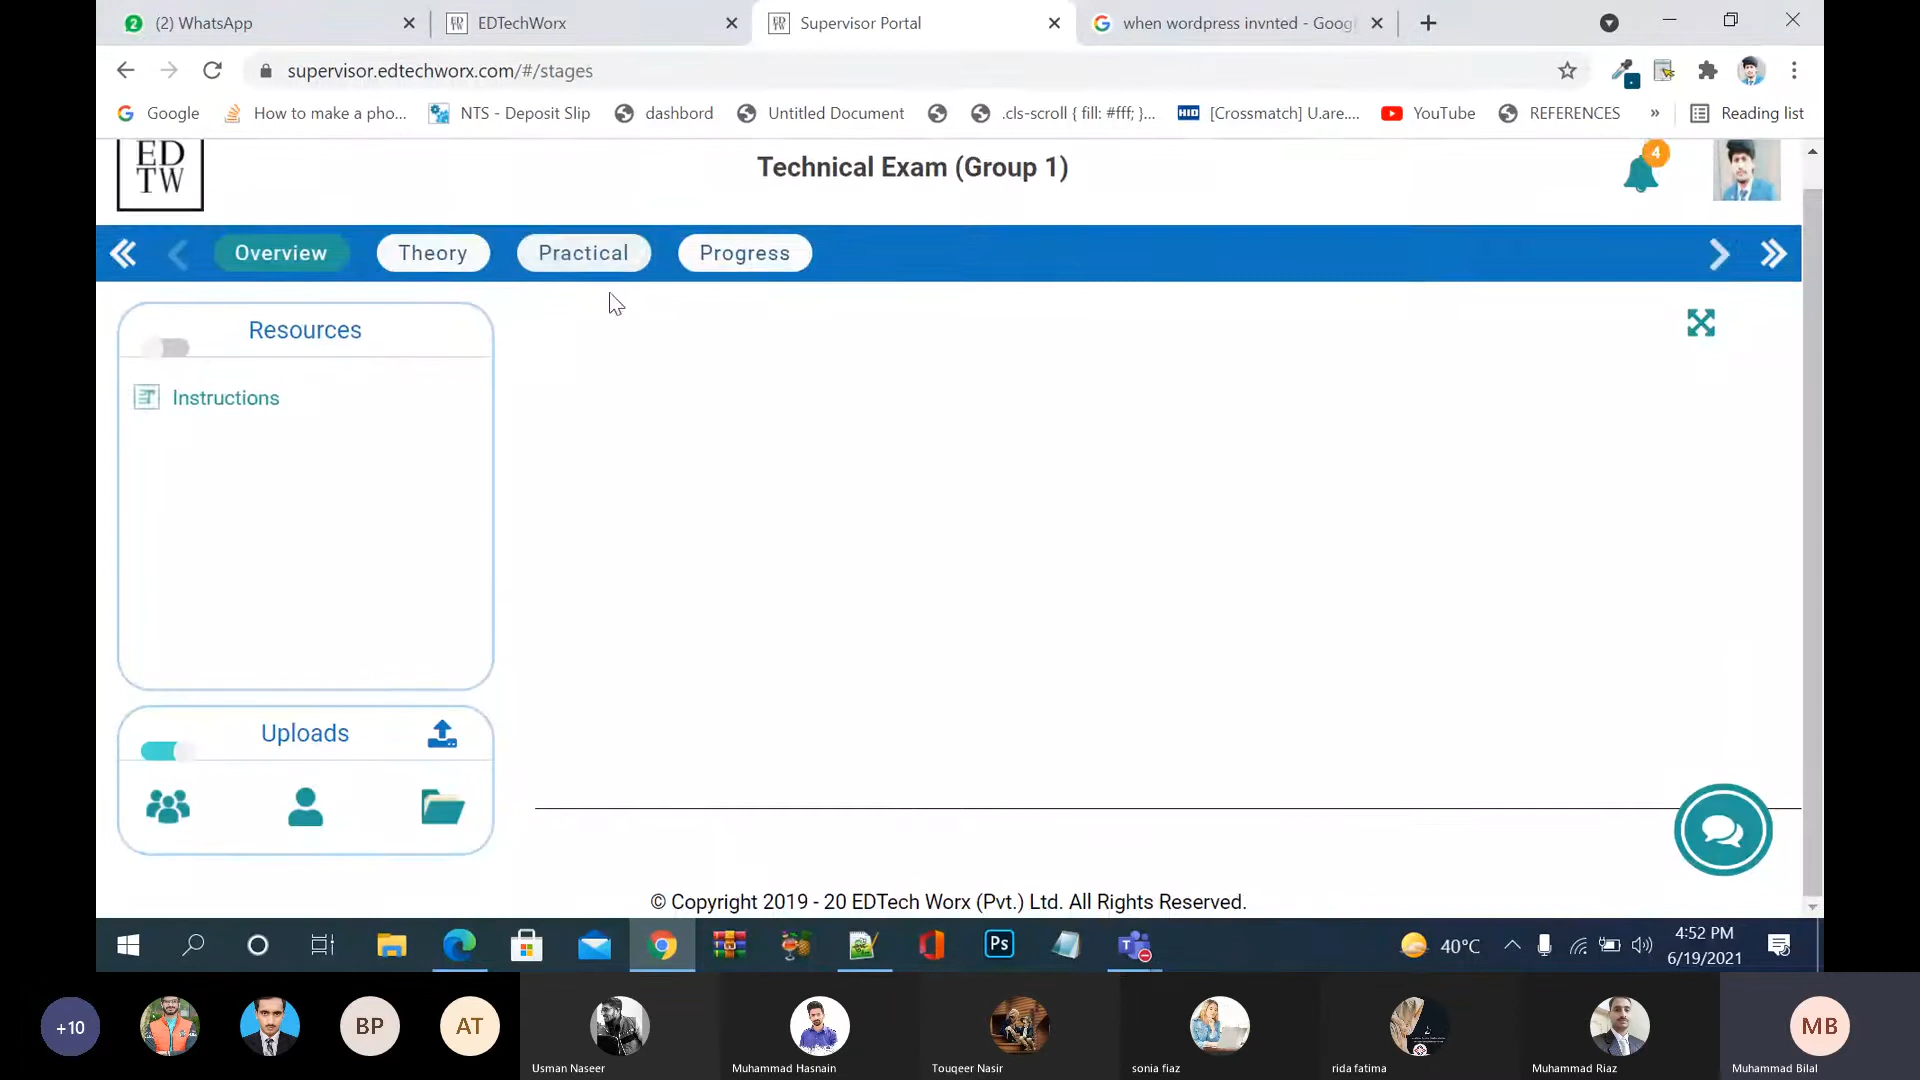 (2) WhatsApp
EDTechWorx
Supervisor Portal
when wordpress invnted - Goog
supervisor.edtechworx.com/#/stages
Google
How to make a pho...
NTS - Deposit Slip
dashbord
Untitled Document
.cls-scroll { fill: #fff; }...
HID
[Crossmatch] U.are....
YouTube
REFERENCES
»
Reading list
ED
TW
Technical Exam (Group 1)
4
Overview
Theory
Practical
Progress
Resources
Instructions
Uploads
© Copyright 2019 - 20 EDTech Worx (Pvt.) Ltd. All Rights Reserved.
Ps
40°C
4:52 PM
6/19/2021
+10
BP
AT
MB
Usman Naseer
Muhammad Hasnain
Touqeer Nasir
sonia fiaz
rida fatima
Muhammad Riaz
Muhammad Bilal